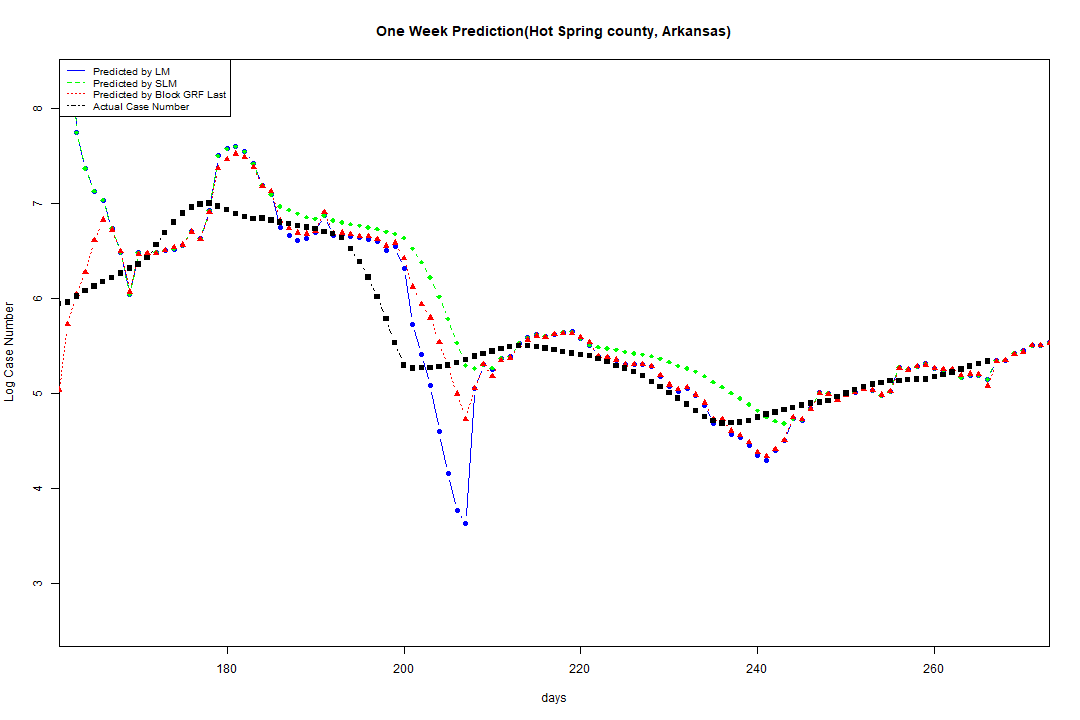 One Week Prediction(Hot Spring county, Arkansas)
Predicted by LM
Predicted by SLM
Predicted by Block GRF Last
Actual Case Number
8
7
6
5
4
3
Log Case Number
180 200 220 240 260
days